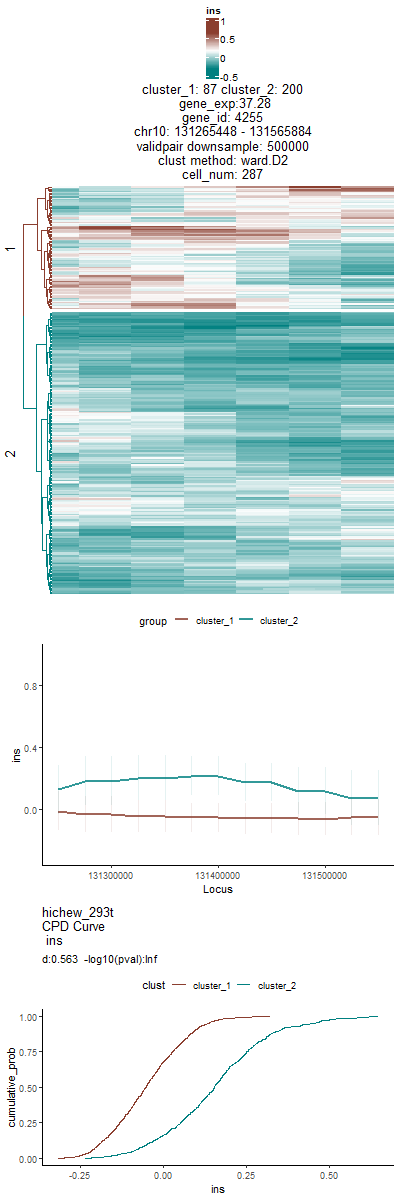 ins
1
0.5
0
-0.5
cluster_1: 87 cluster_2: 200
gene_exp:37.28
gene_id: 4255
chr10: 131265448 - 131565884
validpair downsample: 500000
clust method: ward.D2
cell_num: 287
1
2
group cluster_1 cluster_2
0.8
0.4
0.0
ins
131300000 131400000 131500000
Locus
hichew_293t
CPD Curve
ins
d:0.563 -log10(pval):Inf
clust cluster_1 cluster_2
1.00
0.75
0.50
0.25
0.00
cumulative_prob
-0.25 0.00 0.25 0.50
ins